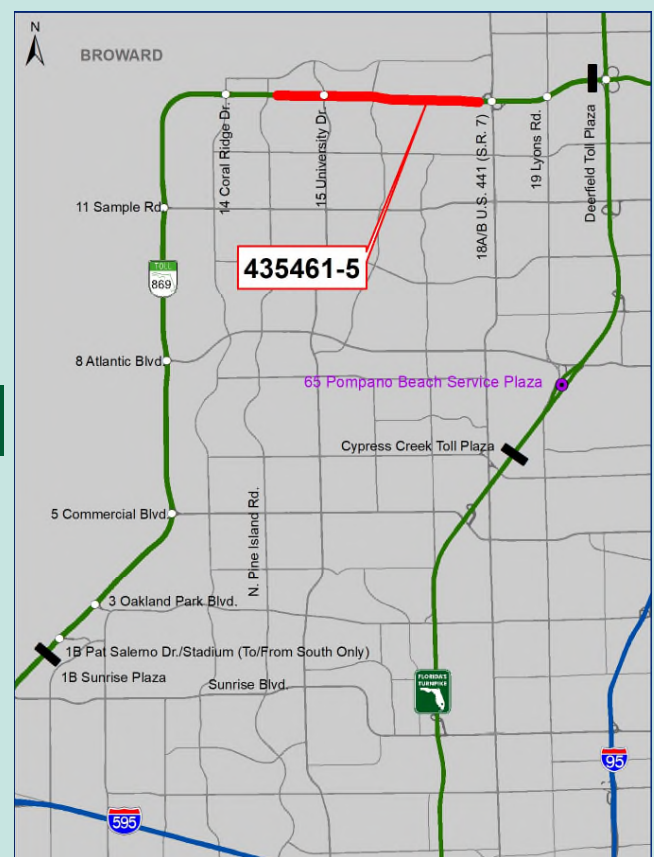 N
BROWARD
14 Coral Ridge Dr.
15 University Dr.
18A/B U.S. 441 (S.R. 7)
19 Lyons Rd.
Deerfield Toll Plaza
11 Sample Rd.
435461-5
TOLL
869
8 Atlantic Blvd.
65 Pompano Beach Service Plaza
Cypress Creek Toll Plaza
N. Pine Island Rd.
5 Commercial Blvd.
3 Oakland Park Blvd.
1B Pat Salerno Dr./Stadium (To/From South Only)
1B Sunrise Plaza
Sunrise Blvd.
FLORIDA'S
TURNPIKE
95
595